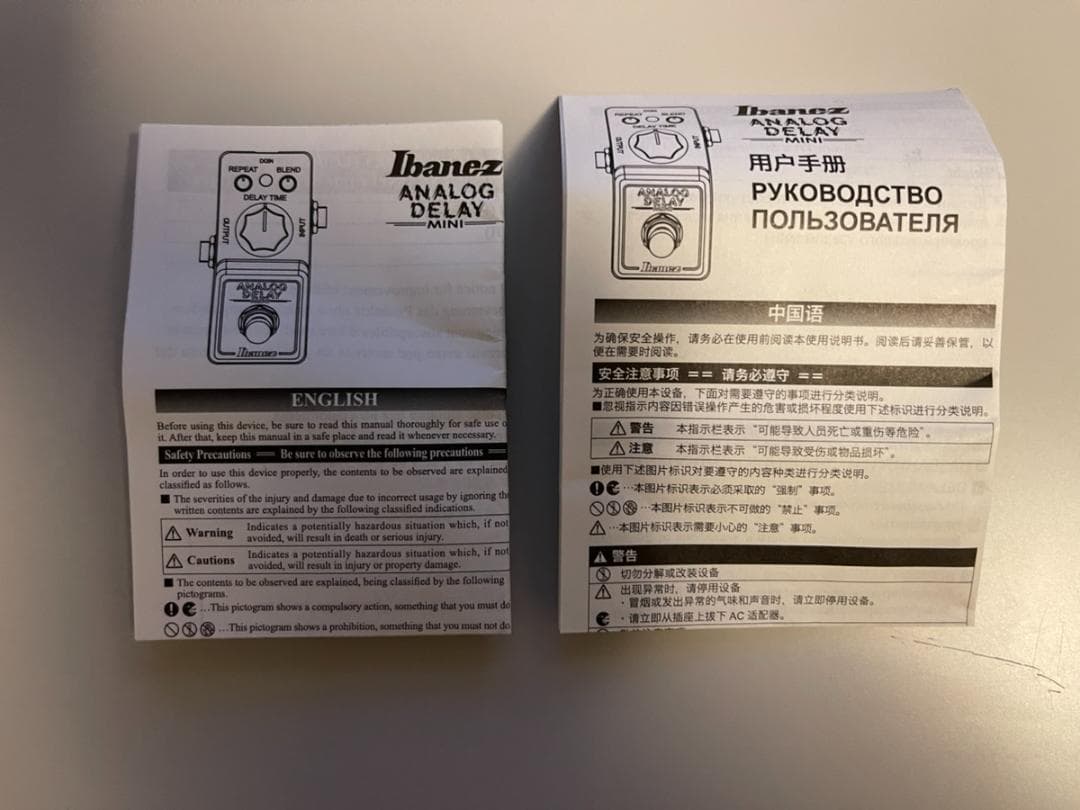 DC9V
REPEAT
BLEND
DELAY TIME
OUTPUT
INPUT
ANALOG
DELAY
Ibanez
Ibanez
ANALOG
DELAY
MINI
ENGLISH
Before using this device, be sure to read this manual thoroughly for safe use o
it. After that, keep this manual in a safe place and read it whenever necessary.
Safety Precautions == Be sure to observe the following precautions ==
In order to use this device properly, the contents to be observed are explained
classified as follows.
■ The severities of the injury and damage due to incorrect usage by ignoring th
written contents are explained by the following classified indications.
Warning Indicates a potentially hazardous situation which, if not
avoided, will result in death or serious injury.
Cautions Indicates a potentially hazardous situation which, if not
avoided, will result in injury or property damage.
■ The contents to be observed are explained, being classified by the following
pictograms.
…This pictogram shows a compulsory action, something that you must do
…This pictogram shows a prohibition, something that you must not do
REPEAT
BLEND
DELAY TIME
OUTPUT
INPUT
ANALOG
DELAY
Ibanez
Ibanez
ANALOG
DELAY
MINI
用户手册
РУКОВОДСТВО
ПОЛЬЗОВАТЕЛЯ
中国语
为确保安全操作，请务必在使用前阅读本使用说明书。阅读后请妥善保管，以
便在需要时阅读。
安全注意事项 == 请务必遵守 ==
为正确使用本设备，下面对需要遵守的事项进行分类说明。
■忽视指示内容因错误操作产生的危害或损坏程度使用下述标识进行分类说明。
警告 本指示栏表示“可能导致人员死亡或重伤等危险”。
注意 本指示栏表示“可能导致受伤或物品损坏”。
■使用下述图片标识对要遵守的内容种类进行分类说明。
…本图片标识表示必须采取的“强制”事项。
…本图片标识表示不可做的“禁止”事项。
…本图片标识表示需要小心的“注意”事项。
警告
切勿分解或改装设备
出现异常时，请停用设备
・冒烟或发出异常的气味和声音时，请立即停用设备。
・请立即从插座上拔下 AC 适配器。